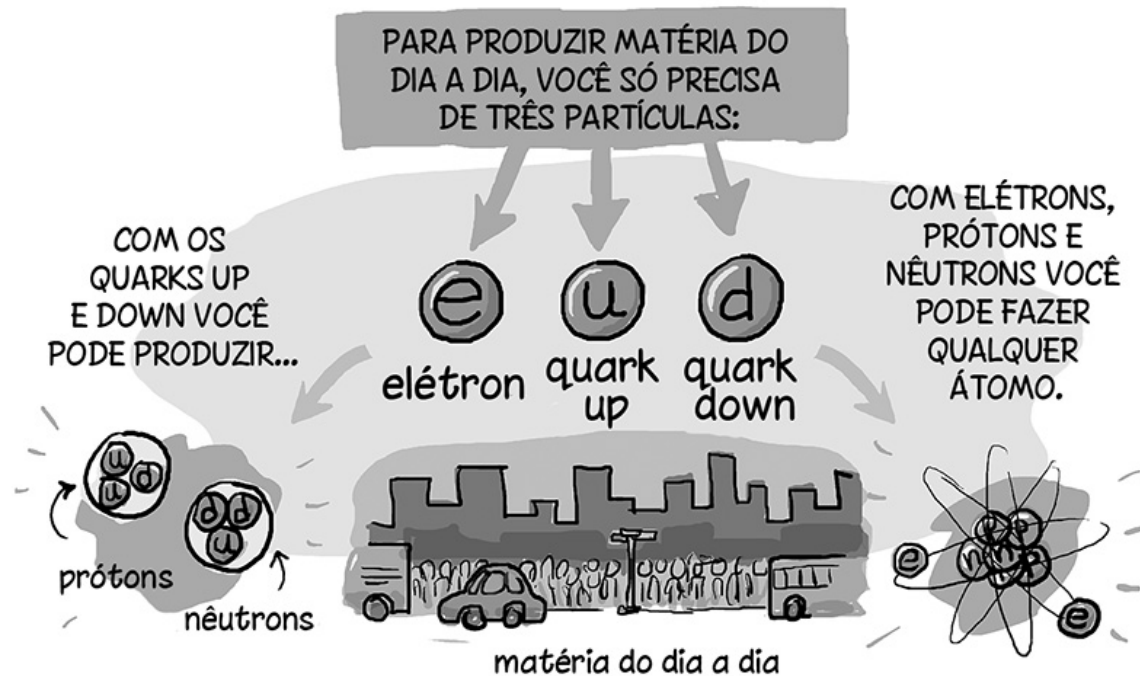 PARA PRODUZIR MATÉRIA DO
DIA A DIA, VOCÊ SÓ PRECISA
DE TRÊS PARTÍCULAS:
COM OS
QUARKS UP
E DOWN VOCÊ
PODE PRODUZIR...
e
u
d
elétron
quark
up
quark
down
COM ELÉTRONS,
PRÓTONS E
NÊUTRONS VOCÊ
PODE FAZER
QUALQUER
ÁTOMO.
u
u
d
prótons
d
d
u
nêutrons
matéria do dia a dia
e
n
n
p
e